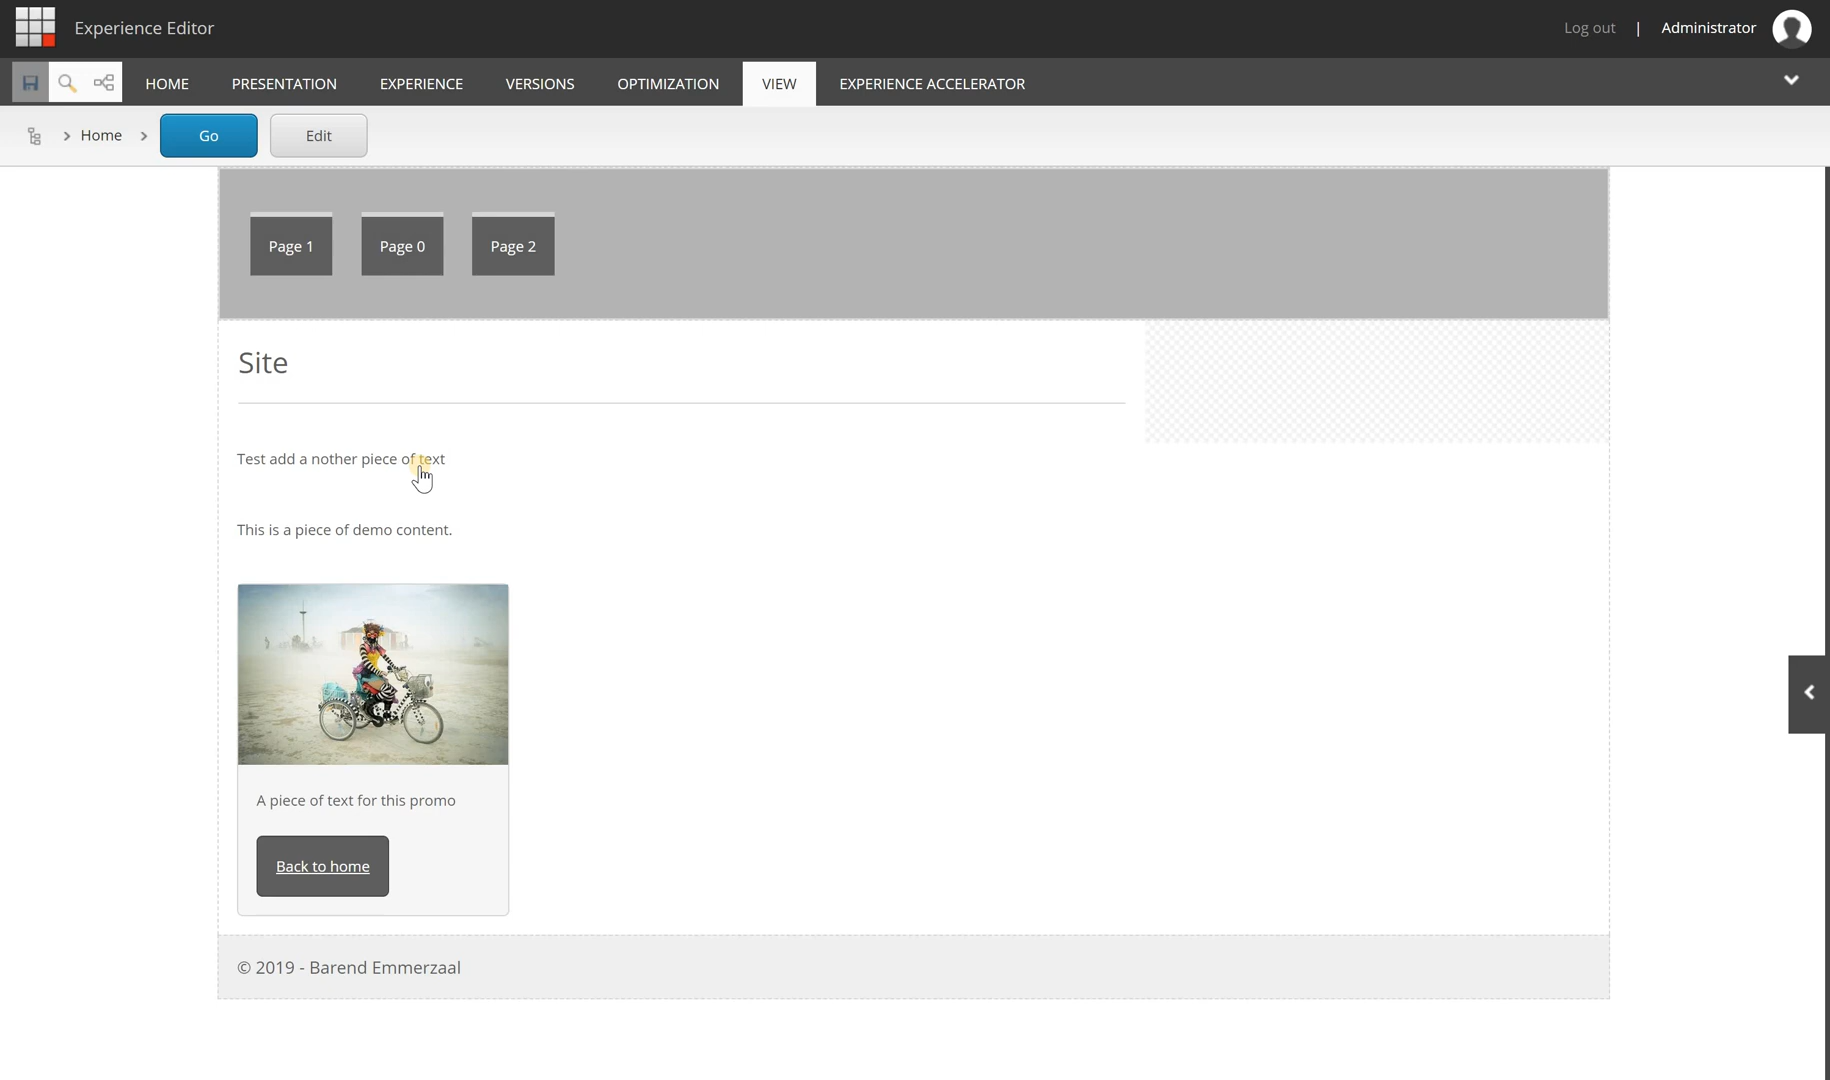 Experience Editor
Log out | Administrator
HOME PRESENTATION EXPERIENCE VERSIONS OPTIMIZATION VIEW EXPERIENCE ACCELERATOR
Home Go Edit
Page 1 Page 0 Page 2
Site
Test add a nother piece of text
This is a piece of demo content.
A piece of text for this promo
Back to home
© 2019 - Barend Emmerzaal